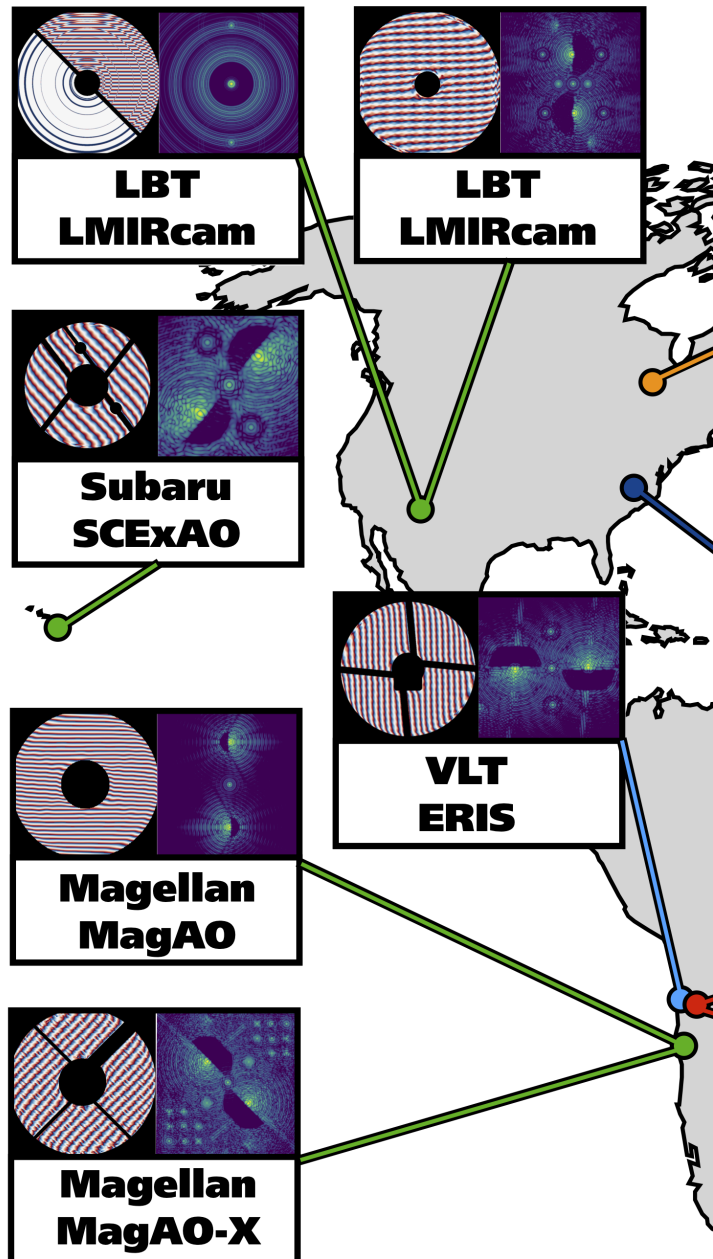 LBT
LMIRcam
LBT
LMIRcam
Subaru
SCExAO
VLT
ERIS
Magellan
MagAO
Magellan
MagAO-X